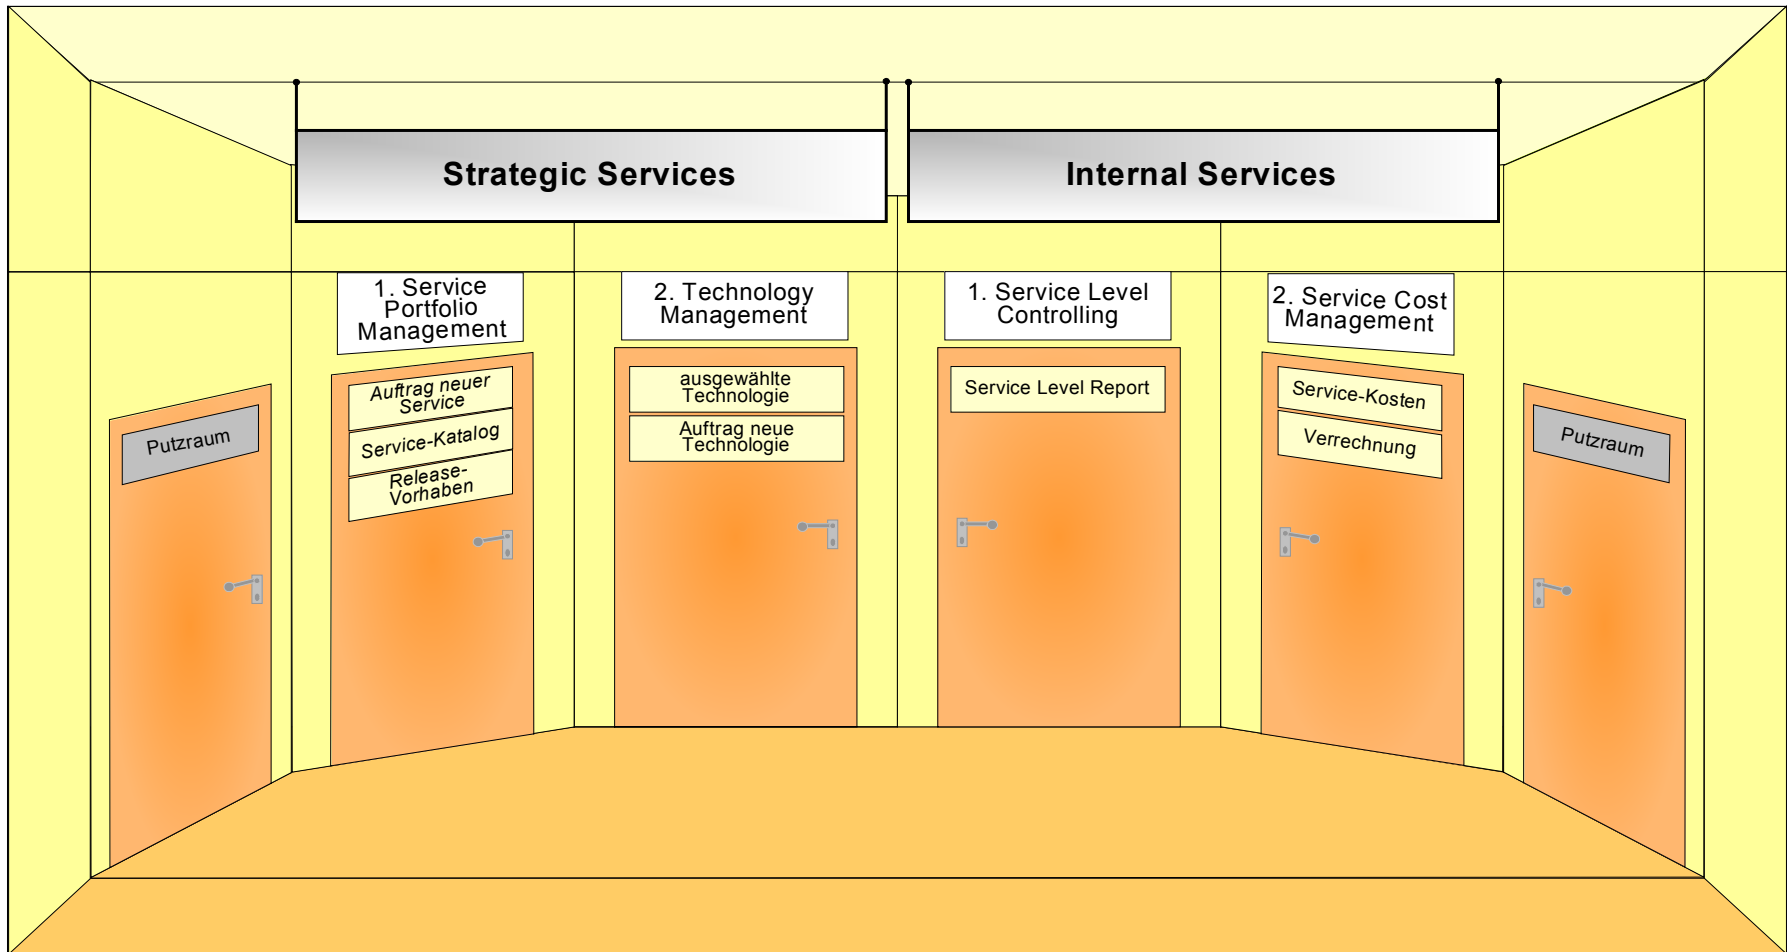 Strategic Services
Internal Services
1. Service
Portfolio
Management
2. Technology
Management
1. Service Level
Controlling
2. Service Cost
Management
Putzraum
Auftrag neuer
Service
Service-Katalog
Release-
Vorhaben
ausgewählte
Technologie
Auftrag neue
Technologie
Service Level Report
Service-Kosten
Verrechnung
Putzraum